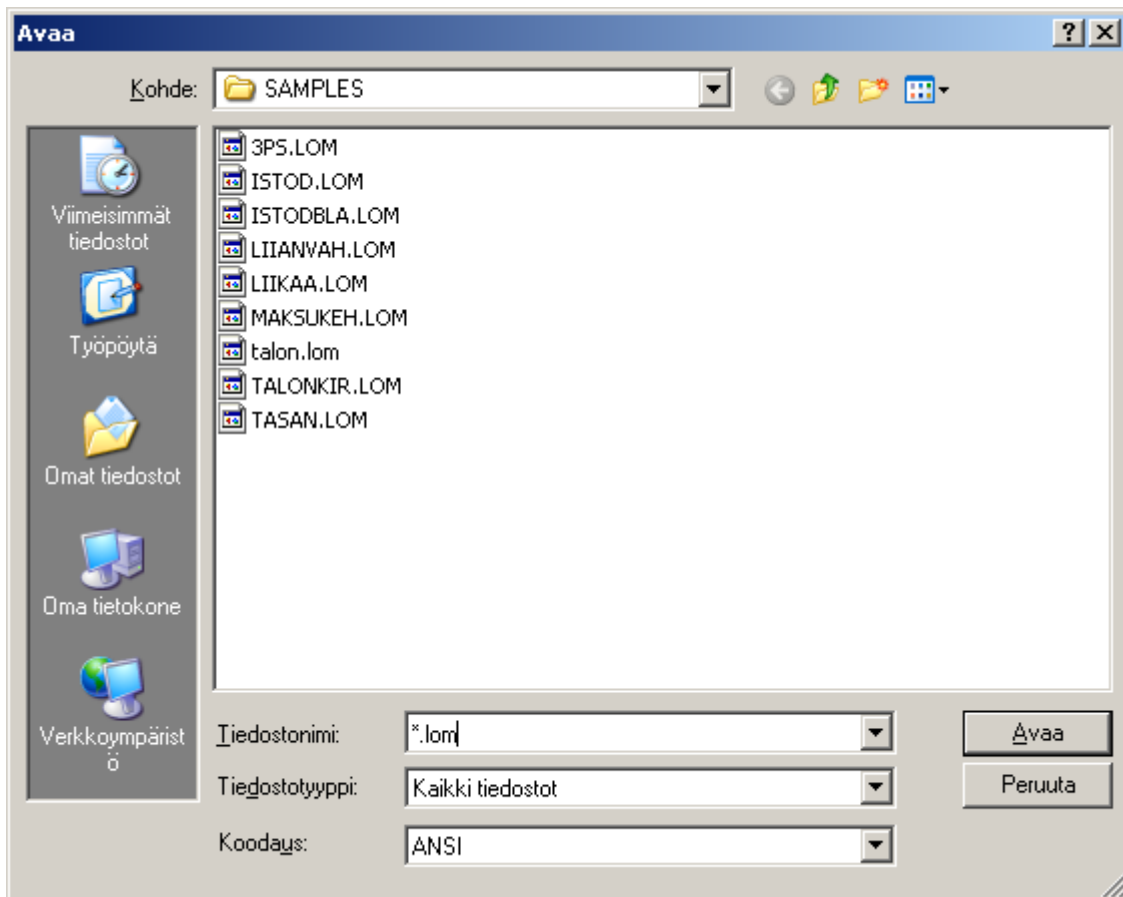 Avaa
Kohde:
SAMPLES
Viimeisimmät
tiedostot
Työpöytä
Omat tiedostot
Oma tietokone
Verkkoympärist
ö
3PS.LOM
ISTOD.LOM
ISTODBLA.LOM
LIIANVAH.LOM
LIIKAA.LOM
MAKSUKEH.LOM
talon.lom
TALONKIR.LOM
TASAN.LOM
Tiedostonimi:
*.lom
Avaa
Tiedostotyyppi:
Kaikki tiedostot
Peruuta
Koodaus:
ANSI